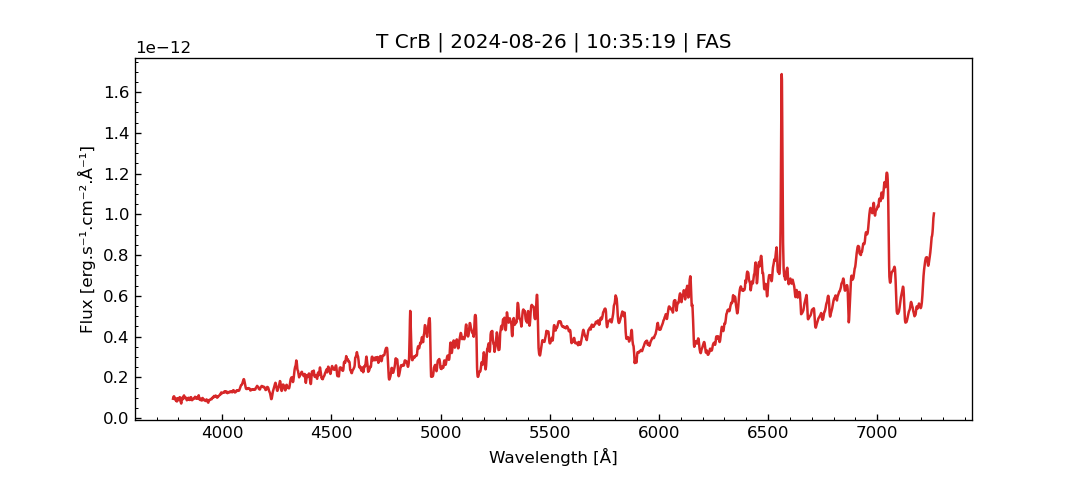 T CrB | 2024-08-26 | 10:35:19 | FAS
1e−12
1.6
1.4
1.2
1.0
0.8
0.6
0.4
0.2
0.0
Flux [erg.s⁻¹.cm⁻².Å⁻¹]
4000 4500 5000 5500 6000 6500 7000
Wavelength [Å]